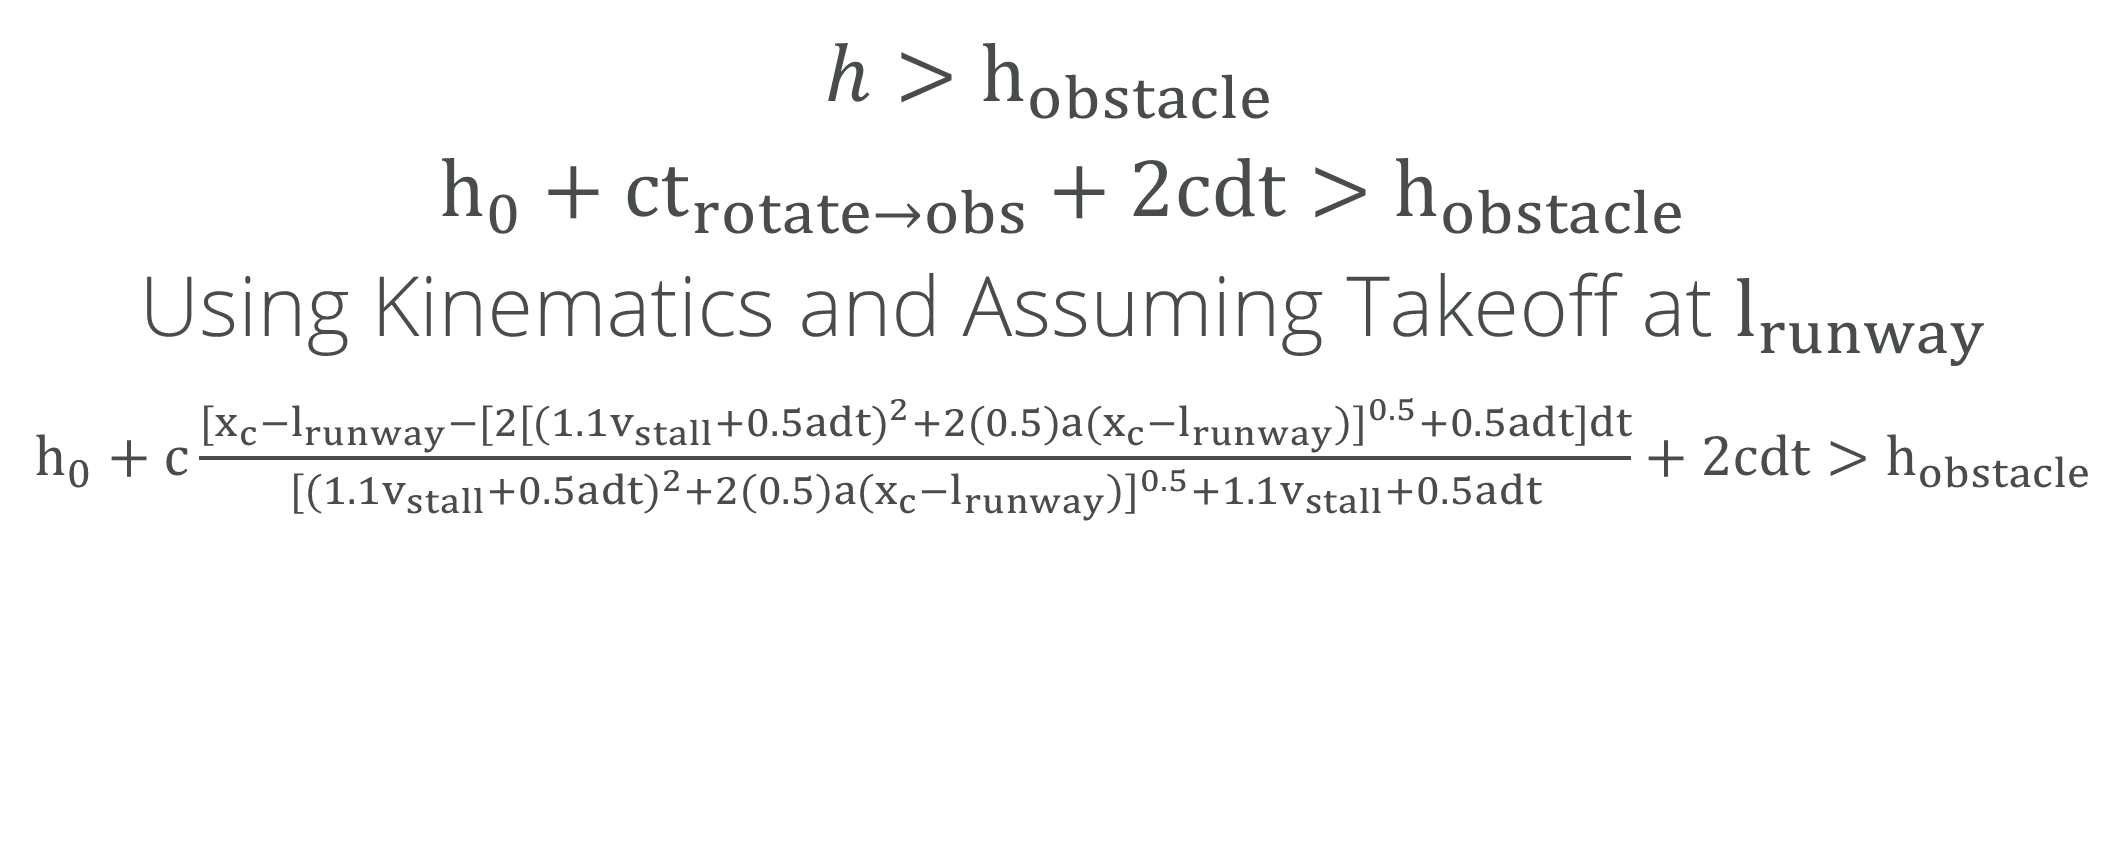 h > h_obstacle
h_0 + ct_rotate→obs + 2cdt > h_obstacle
Using Kinematics and Assuming Takeoff at l_runway
h_0 + c [x_c−l_runway−[2[(1.1v_stall+0.5adt)^2+2(0.5)a(x_c−l_runway)]^0.5+0.5adt]dt / [(1.1v_stall+0.5adt)^2+2(0.5)a(x_c−l_runway)]^0.5+1.1v_stall+0.5adt + 2cdt > h_obstacle